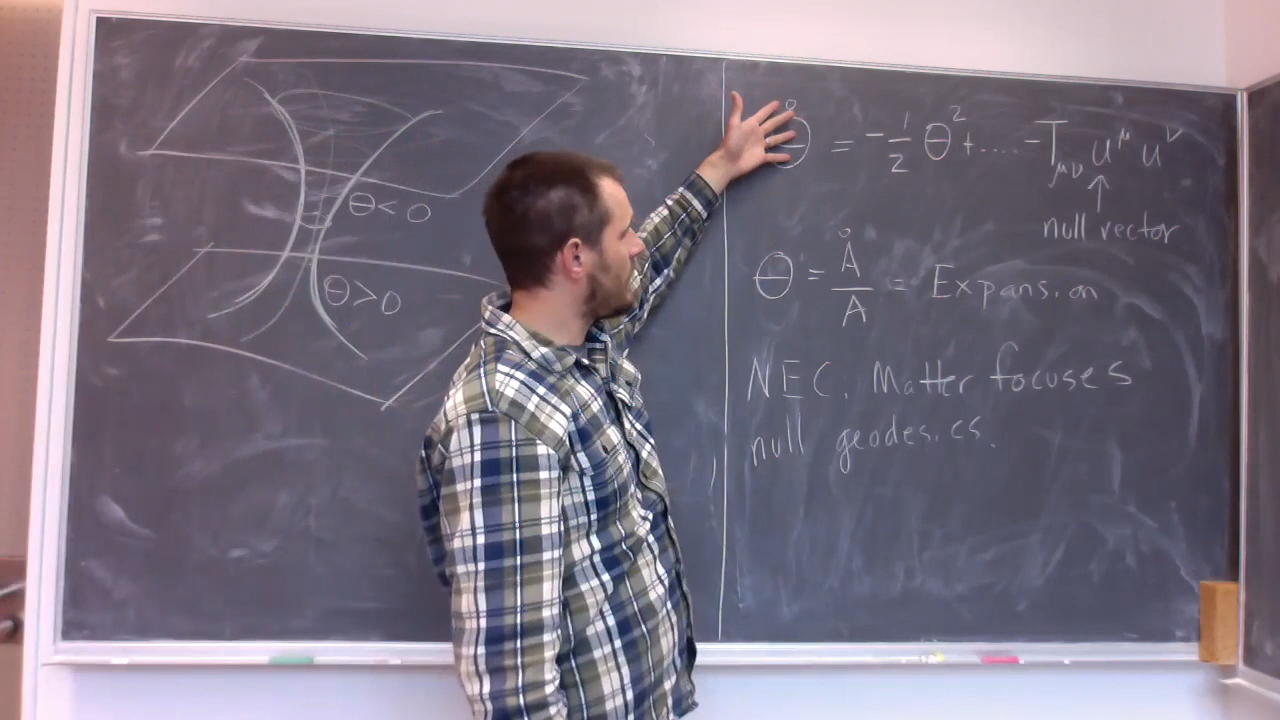 θ<0
θ>0
θ̇ = -1/2 θ² + .... -T_μν u^μ u^ν
↑
null vector
θ = Ȧ/A = Expansion
NEC. Matter focuses
null geodesics.